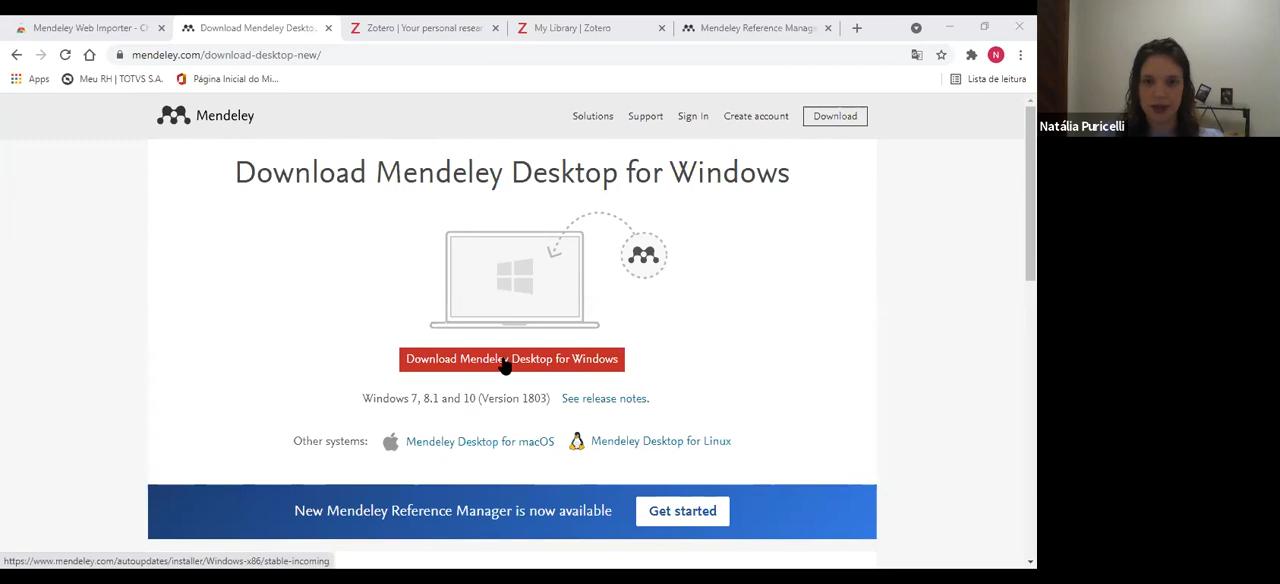 Mendeley Web Importer - Ch
Download Mendeley Deskto
Zotero | Your personal resear
My Library | Zotero
Mendeley Reference Manag
mendeley.com/download-desktop-new/
N
Apps
Meu RH | TOTVS S.A.
Página Inicial do Mi...
Lista de leitura
Mendeley
Solutions
Support
Sign In
Create account
Download
Natália Puricelli
Download Mendeley Desktop for Windows
Download Mendeley Desktop for Windows
Windows 7, 8.1 and 10 (Version 1803) See release notes.
Other systems: Mendeley Desktop for macOS Mendeley Desktop for Linux
New Mendeley Reference Manager is now available Get started
https://www.mendeley.com/autoupdates/installer/Windows-x86/stable-incoming